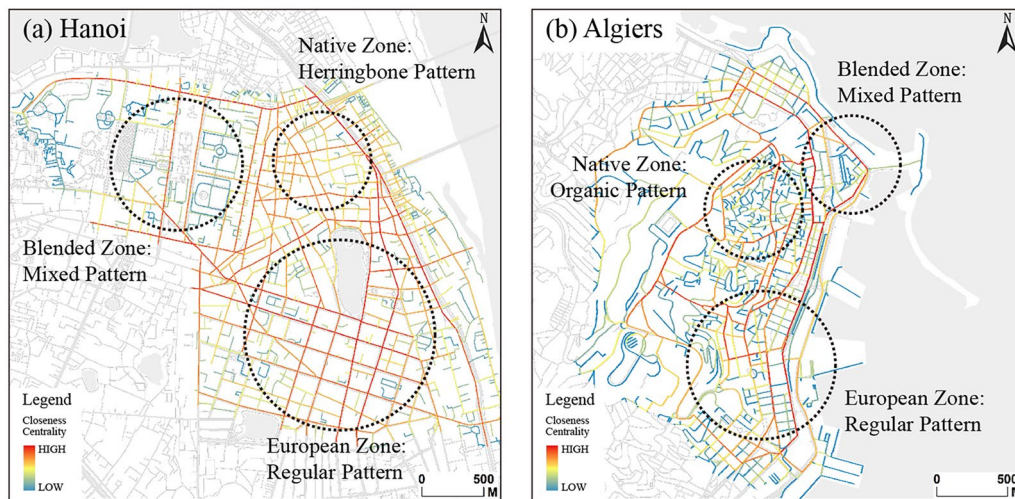 (a) Hanoi
N
Native Zone:
Herringbone Pattern
Blended Zone:
Mixed Pattern
European Zone:
Regular Pattern
Legend
Closeness
Centrality
HIGH
LOW
0 500
M
(b) Algiers
N
Blended Zone:
Mixed Pattern
Native Zone:
Organic Pattern
European Zone:
Regular Pattern
Legend
Closeness
Centrality
HIGH
LOW
0 500
M